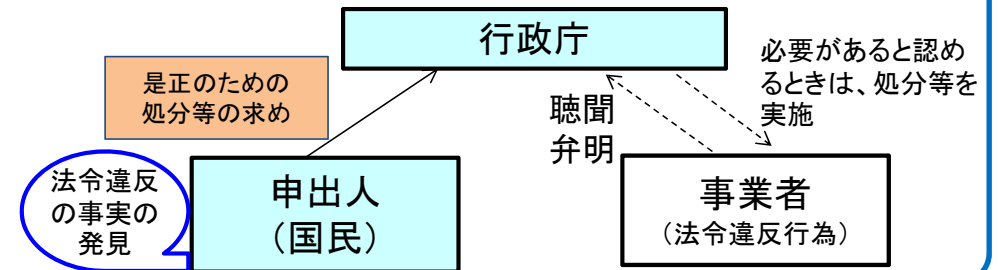 行政庁
是正のための
処分等の求め
必要があると認め
るときは、処分等を
実施
聴聞
弁明
法令違反
の事実の
発見
申出人
（国民）
事業者
（法令違反行為）